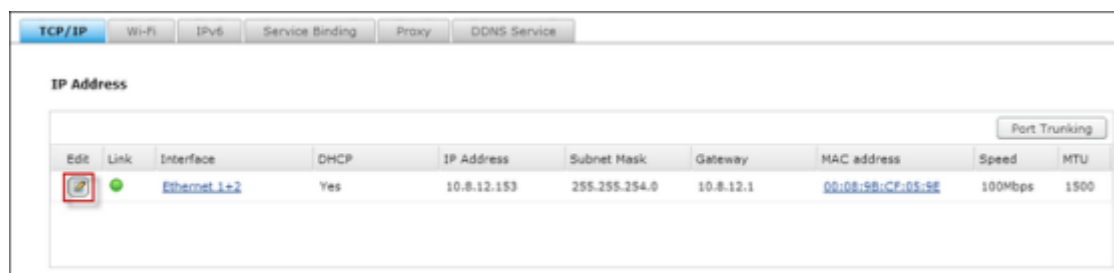 TCP/IP Wi-Fi IPv6 Service Binding Proxy DDNS Service
IP Address
Port Trunking
Edit Link Interface DHCP IP Address Subnet Mask Gateway MAC address Speed MTU
Ethernet 1+2 Yes 10.8.12.153 255.255.254.0 10.8.12.1 00:08:9B:CF:05:9E 100Mbps 1500